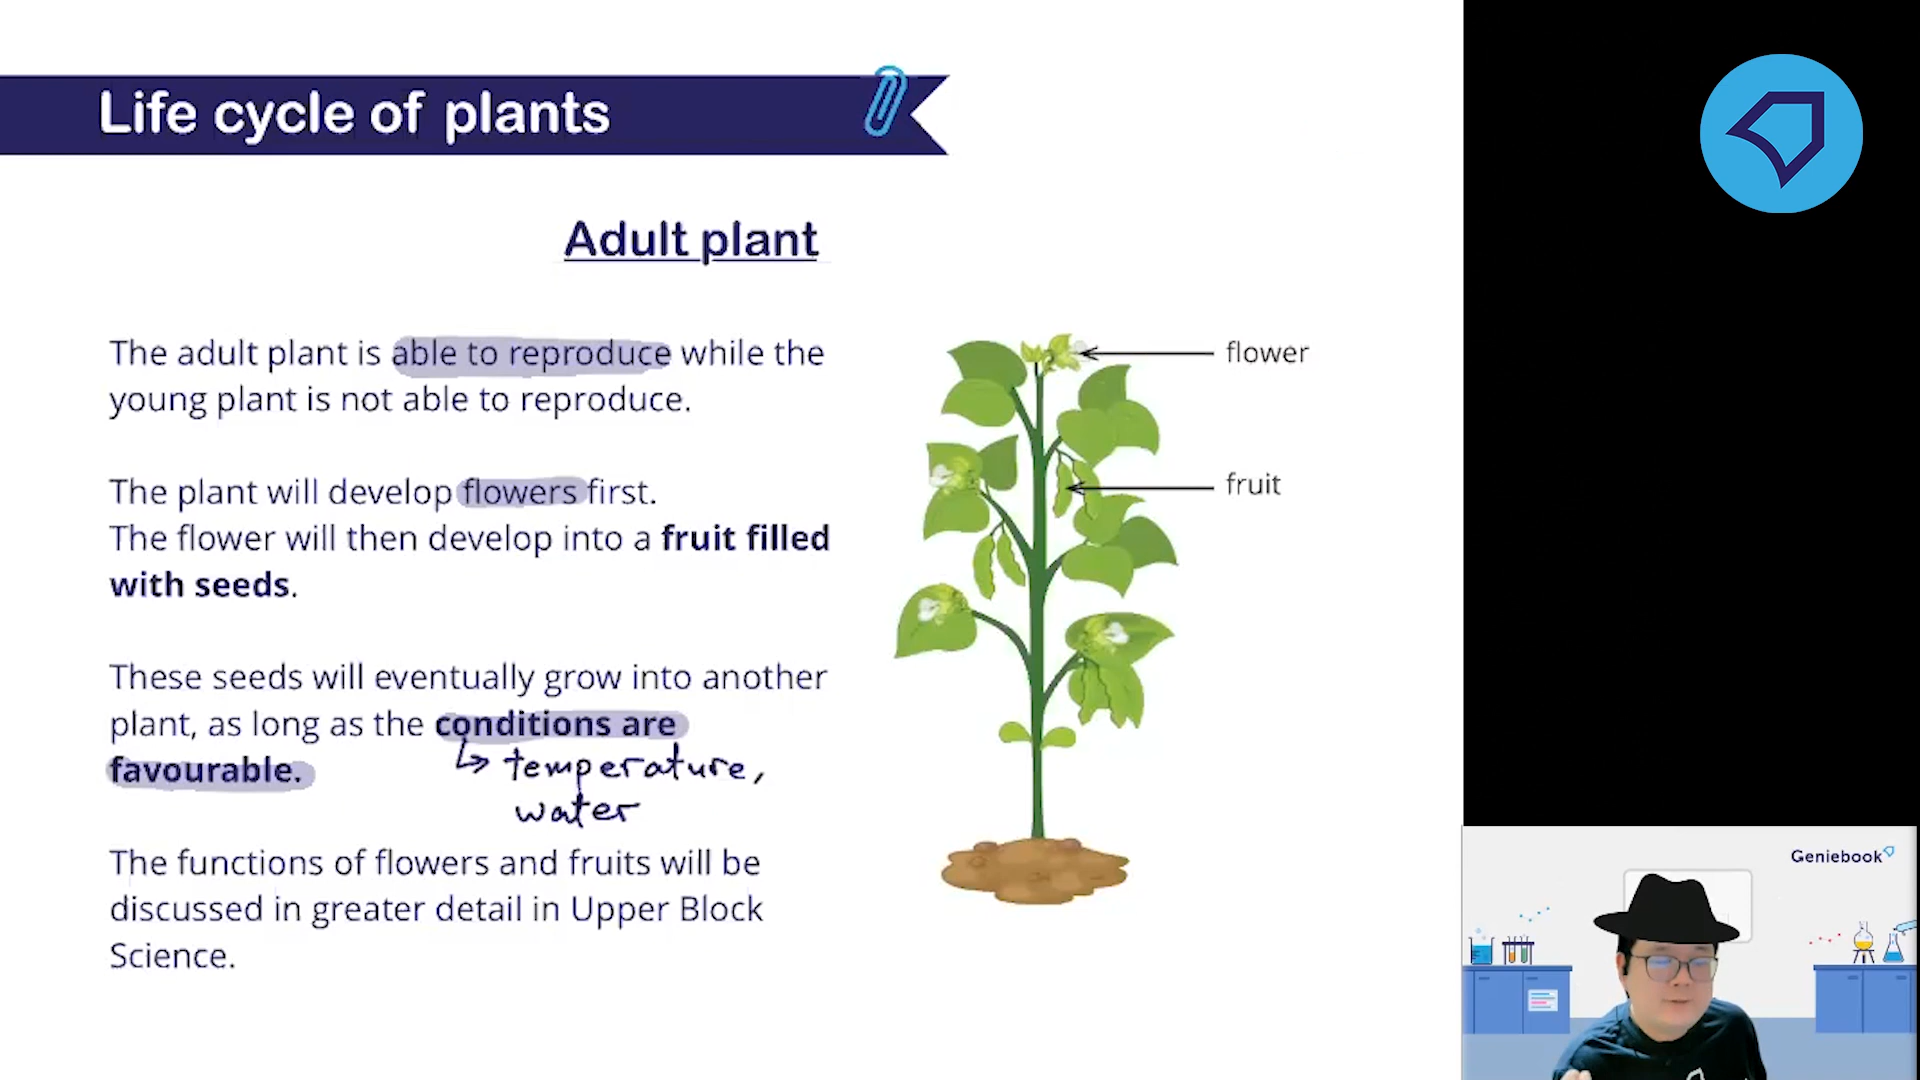 Life cycle of plants
Adult plant
The adult plant is able to reproduce while the
young plant is not able to reproduce.
The plant will develop flowers first.
The flower will then develop into a fruit filled
with seeds.
These seeds will eventually grow into another
plant, as long as the conditions are
favourable.
↳ temperature,
water
The functions of flowers and fruits will be
discussed in greater detail in Upper Block
Science.
flower
fruit
Geniebook